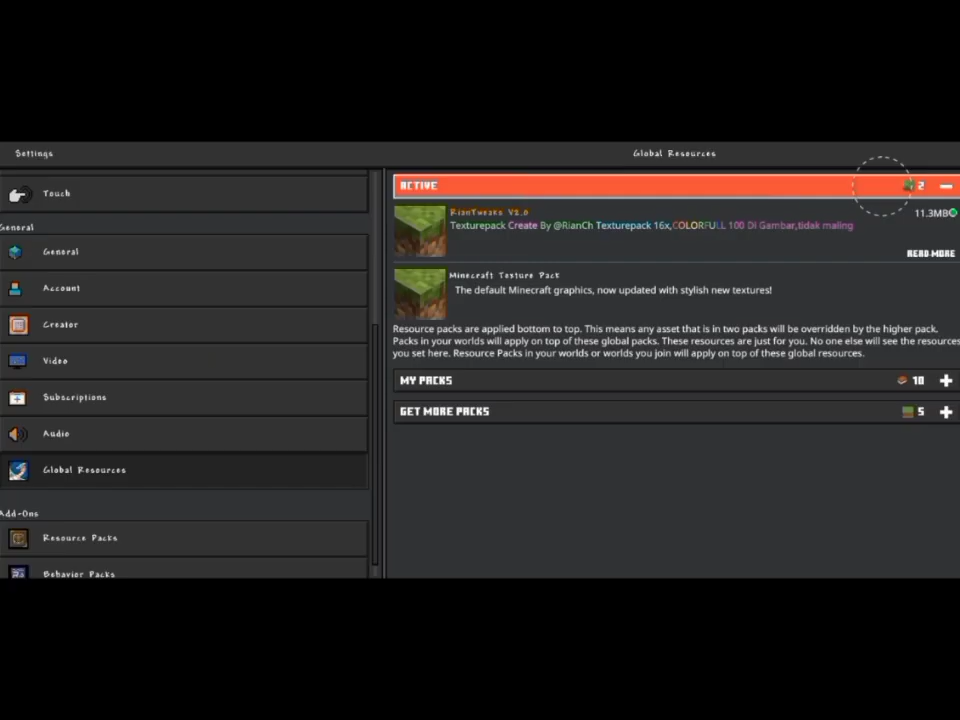 Settings
Global Resources
Touch
General
General
Account
Creator
Video
Subscriptions
Audio
Global Resources
Add-Ons
Resource Packs
Behavior Packs
ACTIVE
2
RianTweaks V2.0
11.3MB
Texturepack Create By @RianCh Texturepack 16x,COLORFULL 100 DI Gambar,tidak maling
READ MORE
Minecraft Texture Pack
The default Minecraft graphics, now updated with stylish new textures!
Resource packs are applied bottom to top. This means any asset that is in two packs will be overridden by the higher pack.
Packs in your worlds will apply on top of these global packs. These resources are just for you. No one else will see the resources
you set here. Resource Packs in your worlds or worlds you join will apply on top of these global resources.
MY PACKS
10
GET MORE PACKS
5